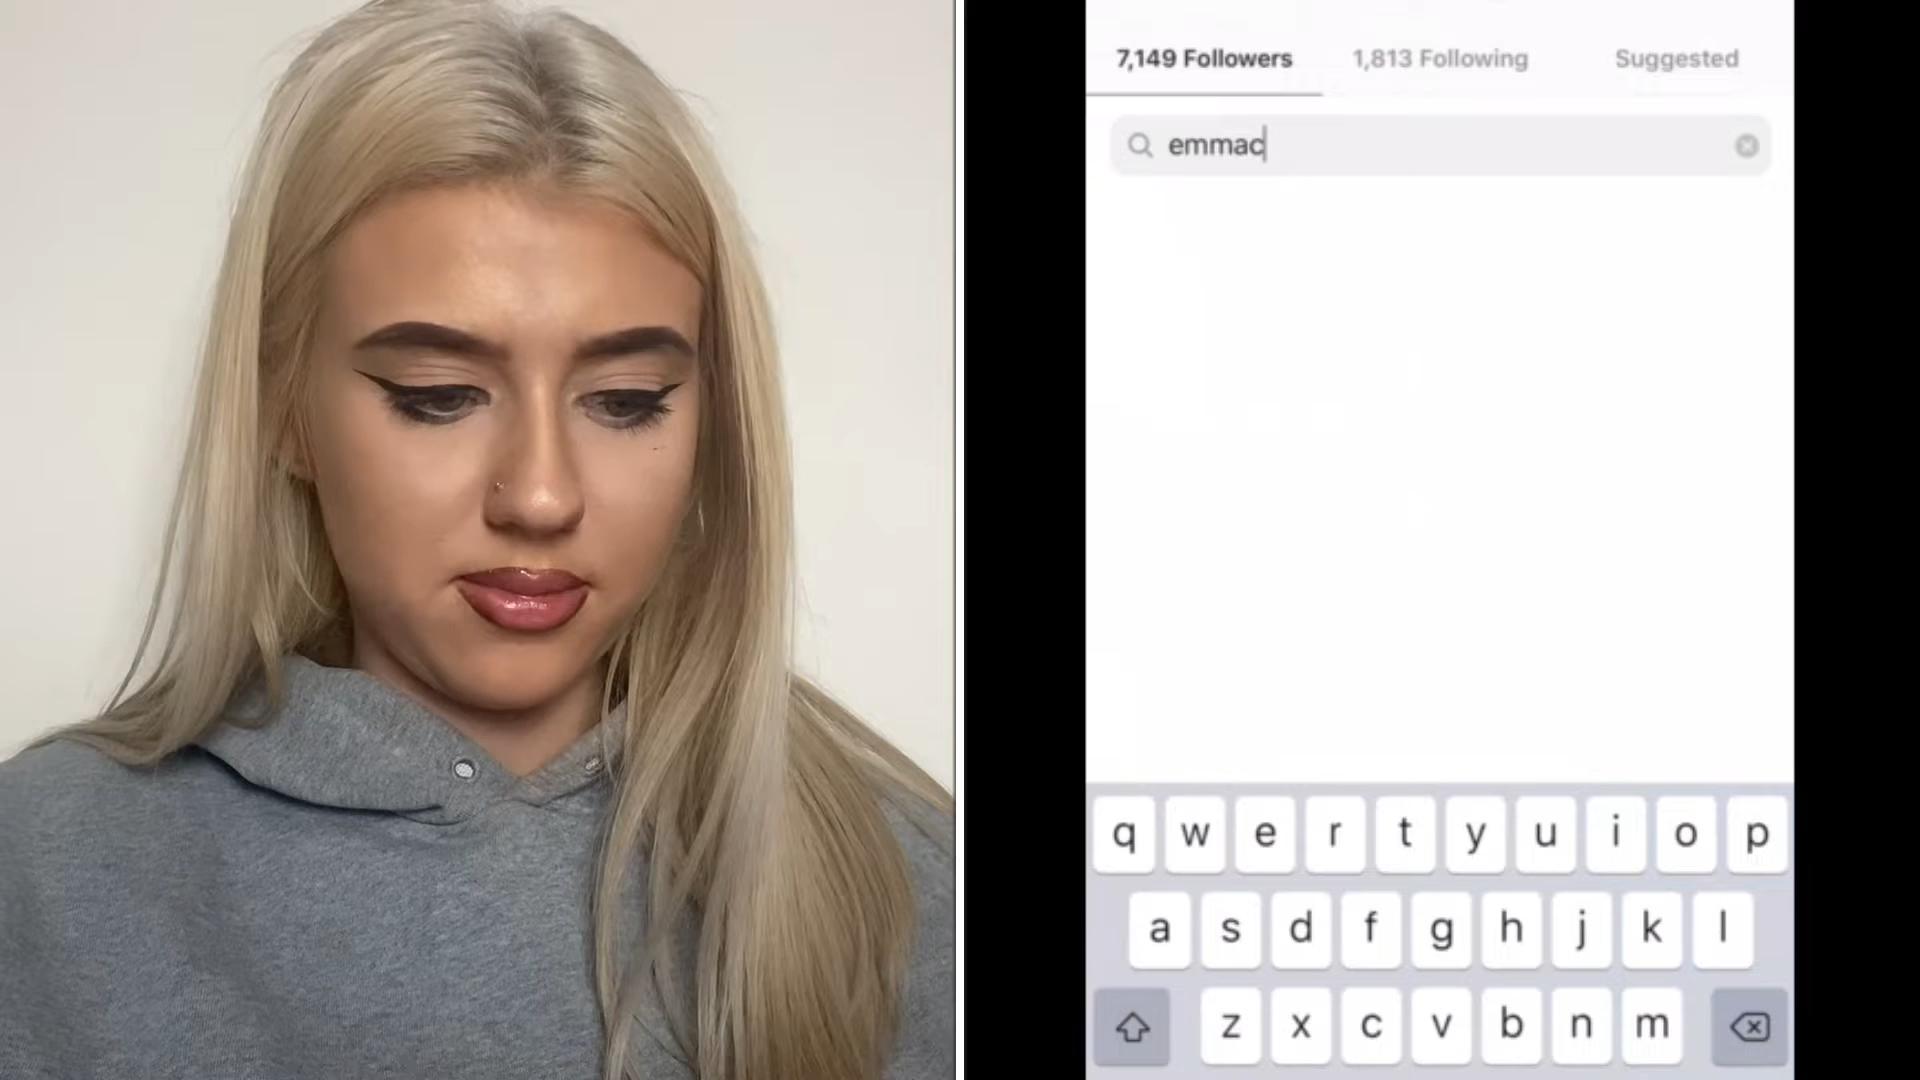 7,149 Followers 1,813 Following Suggested
emmac
q w e r t y u i o p
a s d f g h j k l
z x c v b n m